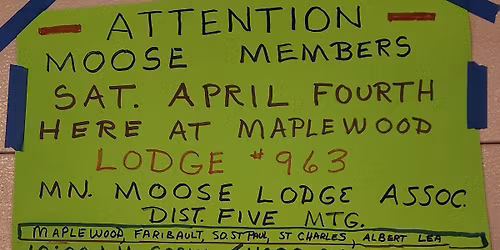 ATTENTION
MOOSE MEMBERS
SAT. APRIL FOURTH
HERE AT MAPLEWOOD
LODGE #963
MN. MOOSE LODGE ASSOC.
DIST. FIVE MTG.
MAPLEWOOD, FARIBAULT, SO. ST PAUL, ST CHARLES, ALBERT LEA